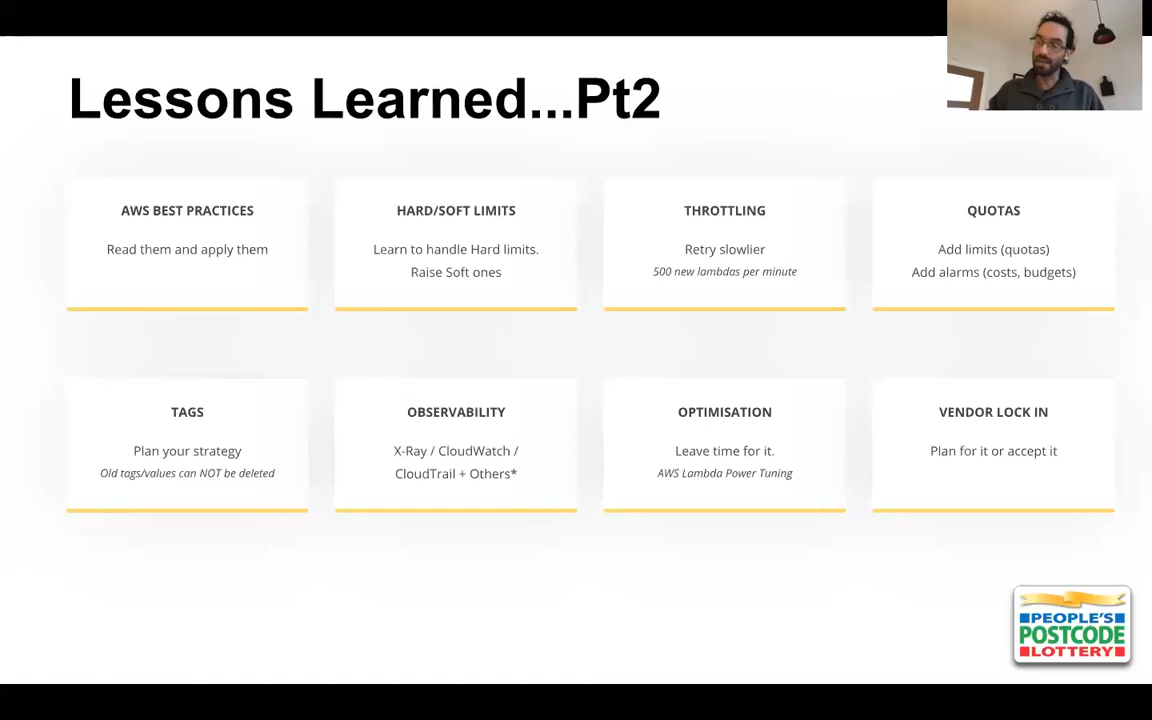 Lessons Learned...Pt2
AWS BEST PRACTICES
Read them and apply them
HARD/SOFT LIMITS
Learn to handle Hard limits.
Raise Soft ones
THROTTLING
Retry slowlier
500 new lambdas per minute
QUOTAS
Add limits (quotas)
Add alarms (costs, budgets)
TAGS
Plan your strategy
Old tags/values can NOT be deleted
OBSERVABILITY
X-Ray / CloudWatch /
CloudTrail + Others*
OPTIMISATION
Leave time for it.
AWS Lambda Power Tuning
VENDOR LOCK IN
Plan for it or accept it
PEOPLE'S
POSTCODE
LOTTERY